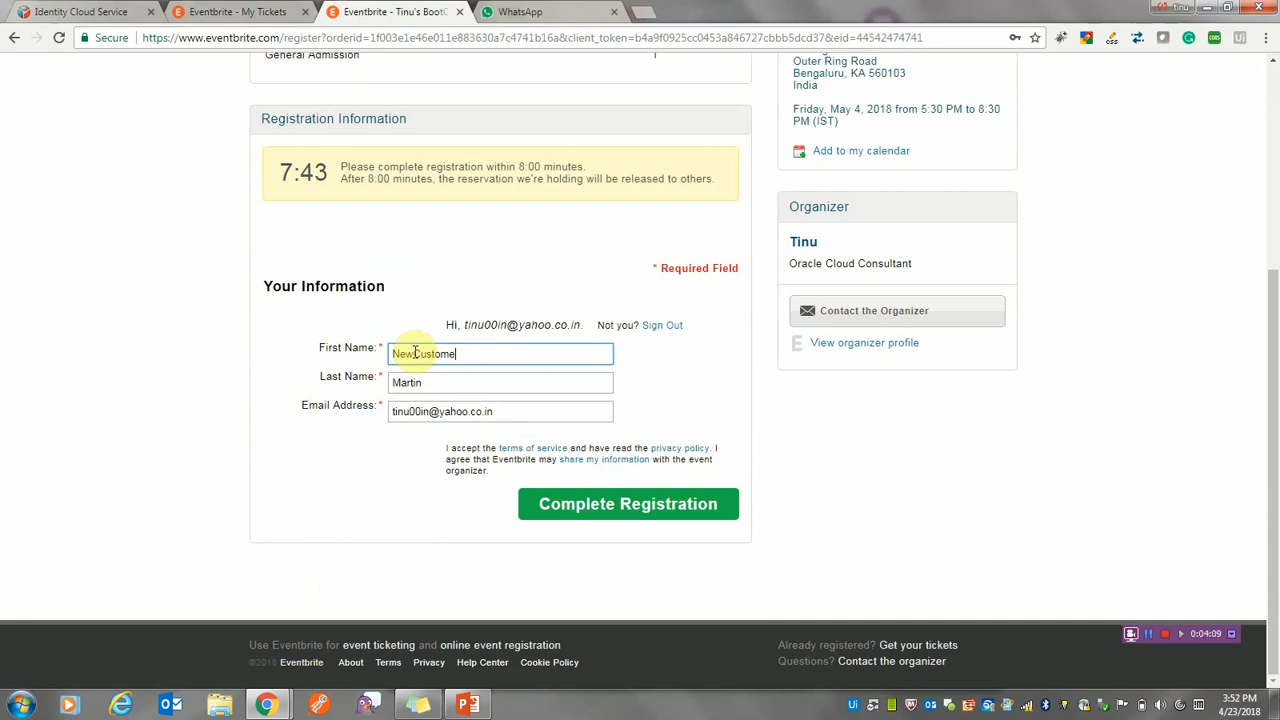 Identity Cloud Service
Eventbrite - My Tickets
Eventbrite - Tinu's BootC
WhatsApp
tinu
Secure
https://www.eventbrite.com/register?orderid=1f003e1e46e011e883630a7c4741b16a&client_token=b4a9f0925cc0453a846727cbbb5dcd37&eid=44542474741
General Admission
1
Outer Ring Road
Bengaluru, KA 560103
India
Friday, May 4, 2018 from 5:30 PM to 8:30
PM (IST)
Add to my calendar
Registration Information
7:43
Please complete registration within 8:00 minutes.
After 8:00 minutes, the reservation we're holding will be released to others.
Organizer
Tinu
Oracle Cloud Consultant
Contact the Organizer
View organizer profile
* Required Field
Your Information
Hi, tinu00in@yahoo.co.in. Not you? Sign Out
First Name: * NewCustome
Last Name: * Martin
Email Address: * tinu00in@yahoo.co.in
I accept the terms of service and have read the privacy policy. I
agree that Eventbrite may share my information with the event
organizer.
Complete Registration
0:04:09
Use Eventbrite for event ticketing and online event registration
©2018 Eventbrite About Terms Privacy Help Center Cookie Policy
Already registered? Get your tickets
Questions? Contact the organizer
3:52 PM
4/23/2018